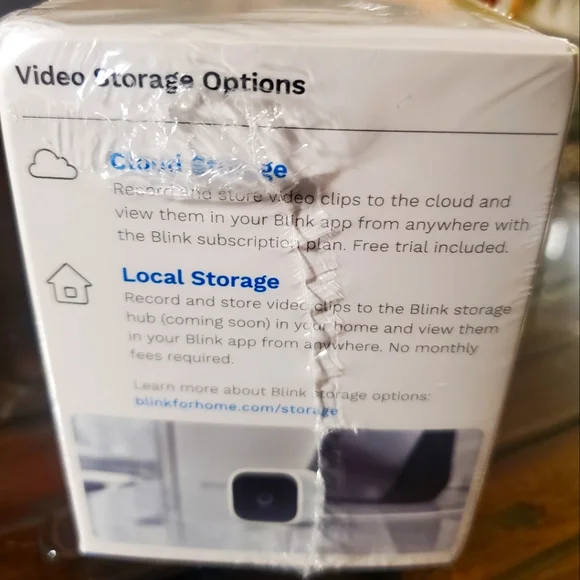 Video Storage Options
Cloud Storage
Record and store video clips to the cloud and
view them in your Blink app from anywhere with
the Blink subscription plan. Free trial included.
Local Storage
Record and store video clips to the Blink storage
hub (coming soon) in your home and view them
in your Blink app from anywhere. No monthly
fees required.
Learn more about Blink storage options:
blinkforhome.com/storage